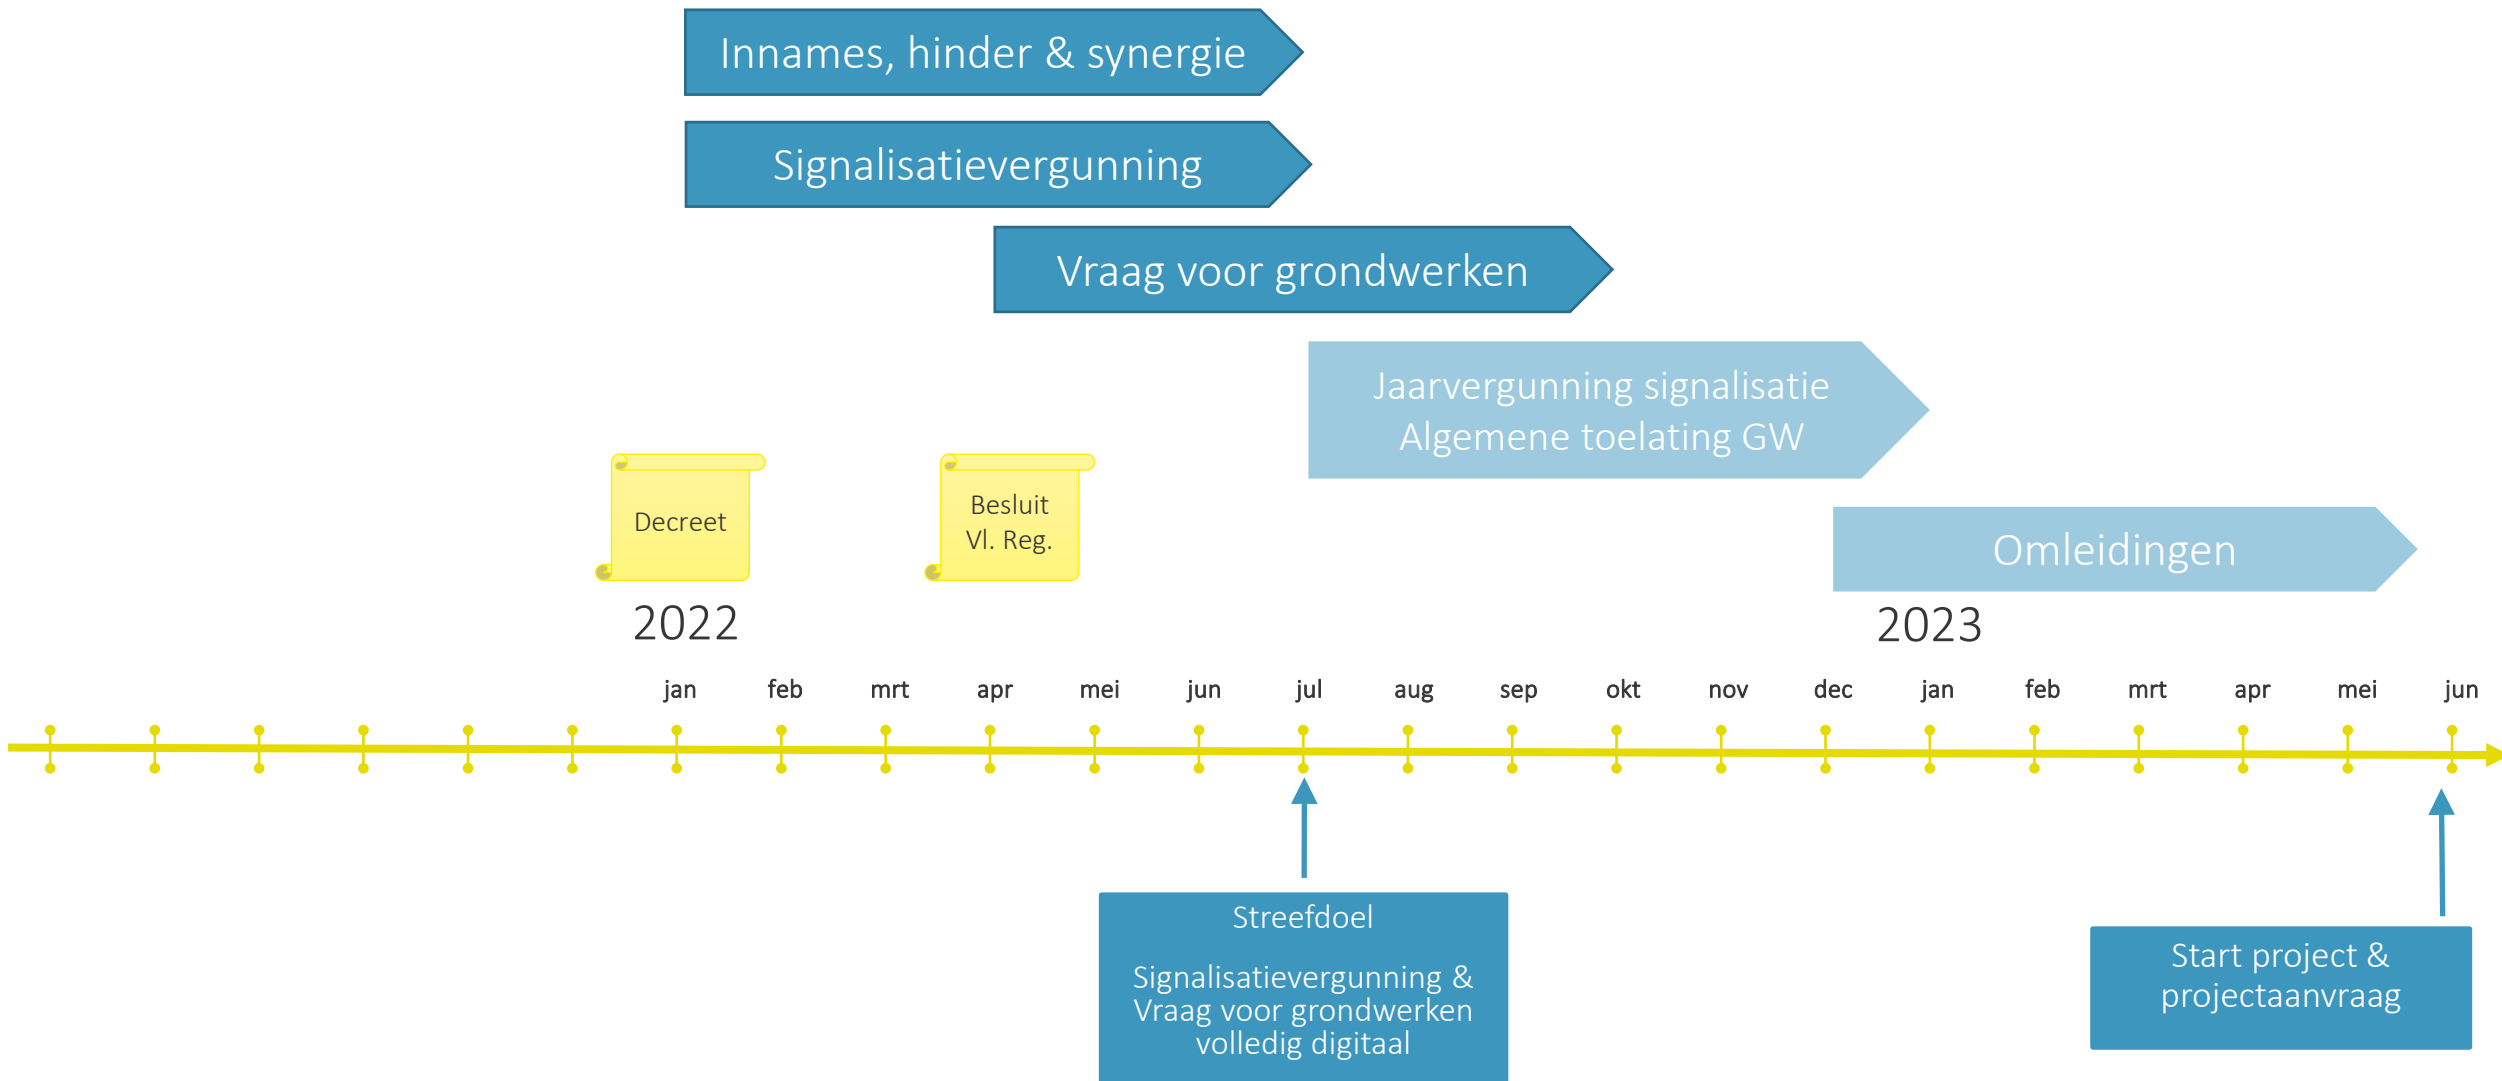 Innames, hinder & synergie
Signalisatievergunning
Vraag voor grondwerken
Jaarvergunning signalisatie
Algemene toelating GW
Decreet
Besluit
Vl. Reg.
Omleidingen
2022
2023
jan feb mrt apr mei jun jul aug sep okt nov dec jan feb mrt apr mei jun
Streefdoel
Signalisatievergunning &
Vraag voor grondwerken
volledig digitaal
Start project &
projectaanvraag